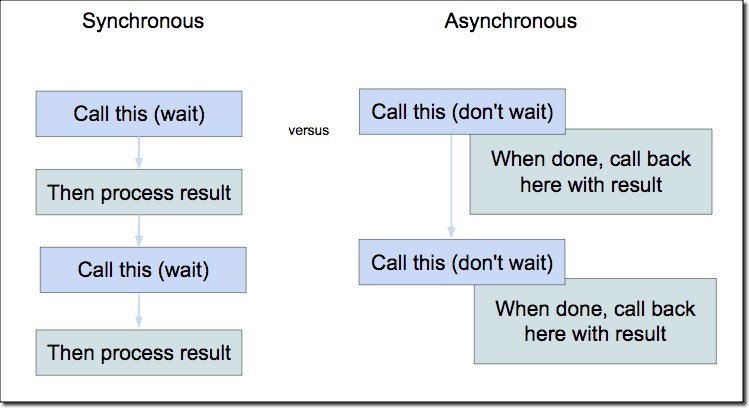 Synchronous
Asynchronous
Call this (wait)
Then process result
Call this (wait)
Then process result
versus
Call this (don't wait)
When done, call back
here with result
Call this (don't wait)
When done, call back
here with result